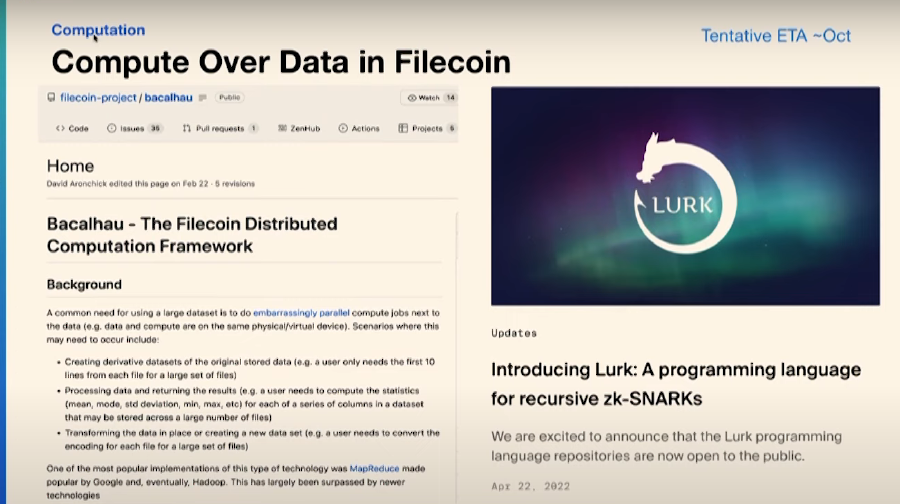 Computation
Tentative ETA ~Oct
Compute Over Data in Filecoin
filecoin-project / bacalhau Public
Watch 14
Code Issues 35 Pull requests 1 ZenHub Actions Projects 5
Home
David Aronchick edited this page on Feb 22 · 5 revisions
Bacalhau - The Filecoin Distributed
Computation Framework
Background
A common need for using a large dataset is to do embarrassingly parallel compute jobs next to
the data (e.g. data and compute are on the same physical/virtual device). Scenarios where this
may need to occur include:
• Creating derivative datasets of the original stored data (e.g. a user only needs the first 10
lines from each file for a large set of files)
• Processing data and returning the results (e.g. a user needs to compute the statistics
(mean, mode, std deviation, min, max, etc) for each of a series of columns in a dataset
that may be stored across a large number of files)
• Transforming the data in place or creating a new data set (e.g. a user needs to convert the
encoding for each file for a large set of files)
One of the most popular implementations of this type of technology was MapReduce made
popular by Google and, eventually, Hadoop. This has largely been surpassed by newer
technologies
LURK
Updates
Introducing Lurk: A programming language
for recursive zk-SNARKs
We are excited to announce that the Lurk programming
language repositories are now open to the public.
Apr 22, 2022